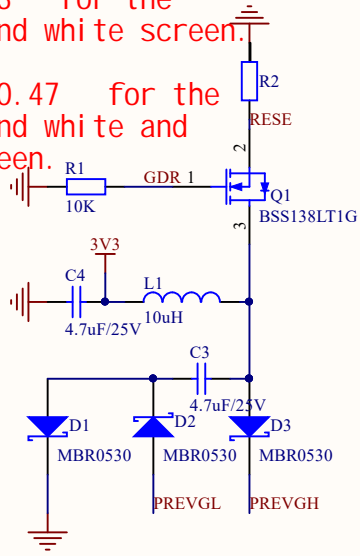 for the
nd white screen.
0.47 for the
nd white and
een.
R2
RESE
2
R1
GDR 1
Q1
10K
BSS138LT1G
3
3V3
C4
L1
4.7uF/25V
10uH
C3
4.7uF/25V
D1
D2
D3
MBR0530
MBR0530
MBR0530
PREVGL
PREVGH